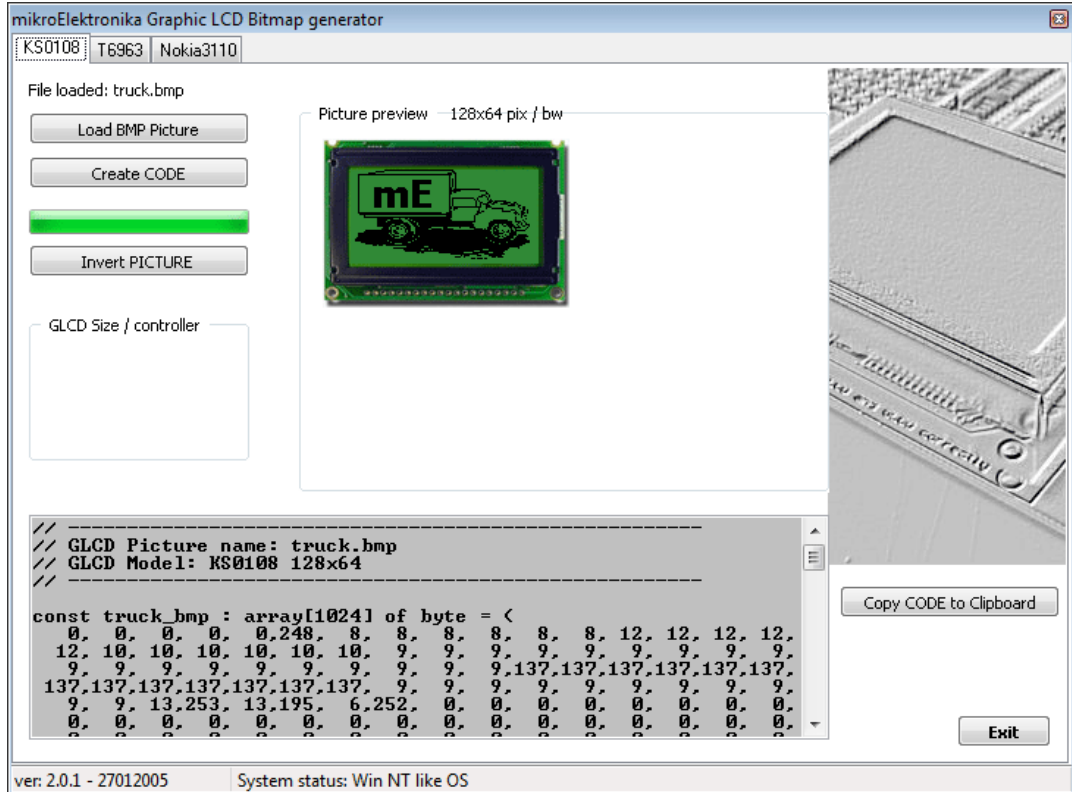 mikroElektronika Graphic LCD Bitmap generator
KS0108 T6963 Nokia3110
File loaded: truck.bmp
Load BMP Picture
Create CODE
Invert PICTURE
GLCD Size / controller
Picture preview 128x64 pix / bw
mE
// ------------------------------------------------------
// GLCD Picture name: truck.bmp
// GLCD Model: KS0108 128x64
// ------------------------------------------------------
const truck_bmp : array[1024] of byte = (
0, 0, 0, 0, 0,248, 8, 8, 8, 8, 8, 8, 12, 12, 12, 12,
12, 10, 10, 10, 10, 10, 10, 9, 9, 9, 9, 9, 9, 9, 9, 9,
9, 9, 9, 9, 9, 9, 9, 9, 9, 9,137,137,137,137,137,137,
137,137,137,137,137,137,137, 9, 9, 9, 9, 9, 9, 9, 9, 9,
9, 9, 13,253, 13,195, 6,252, 0, 0, 0, 0, 0, 0, 0, 0,
0, 0, 0, 0, 0, 0, 0, 0, 0, 0, 0, 0, 0, 0, 0, 0,
Copy CODE to Clipboard
Exit
ver: 2.0.1 - 27012005 System status: Win NT like OS